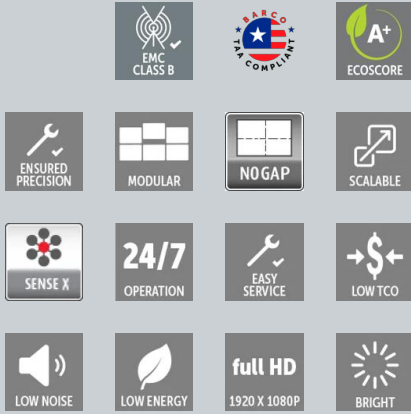 EMC
CLASS B
BARCO
TAA COMPLIANT
A+
ECOSCORE
ENSURED
PRECISION
MODULAR
NO GAP
SCALABLE
SENSE X
24/7
OPERATION
EASY
SERVICE
$
LOW TCO
LOW NOISE
LOW ENERGY
full HD
1920 X 1080P
BRIGHT